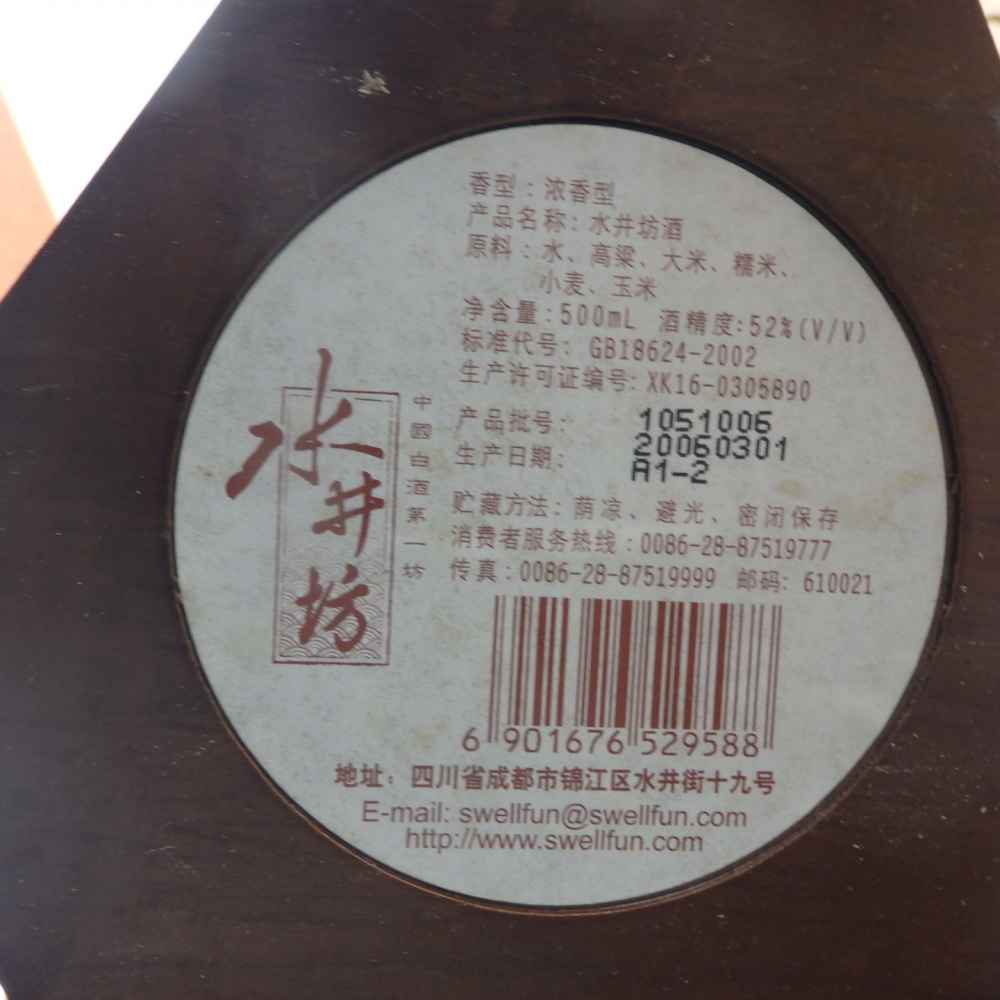 香型：浓香型
产品名称：水井坊酒
原料：水、高粱、大米、糯米、
小麦、玉米
净含量：500mL 酒精度:52%(V/V)
标准代号：GB18624-2002
生产许可证编号：XK16-0305890
产品批号： 1051006
生产日期： 20060301
A1-2
贮藏方法：荫凉、避光、密闭保存
消费者服务热线：0086-28-87519777
传真：0086-28-87519999 邮码：610021
水井坊
中國白酒第一坊
6 901676 529588
地址：四川省成都市锦江区水井街十九号
E-mail: swellfun@swellfun.com
http://www.swellfun.com